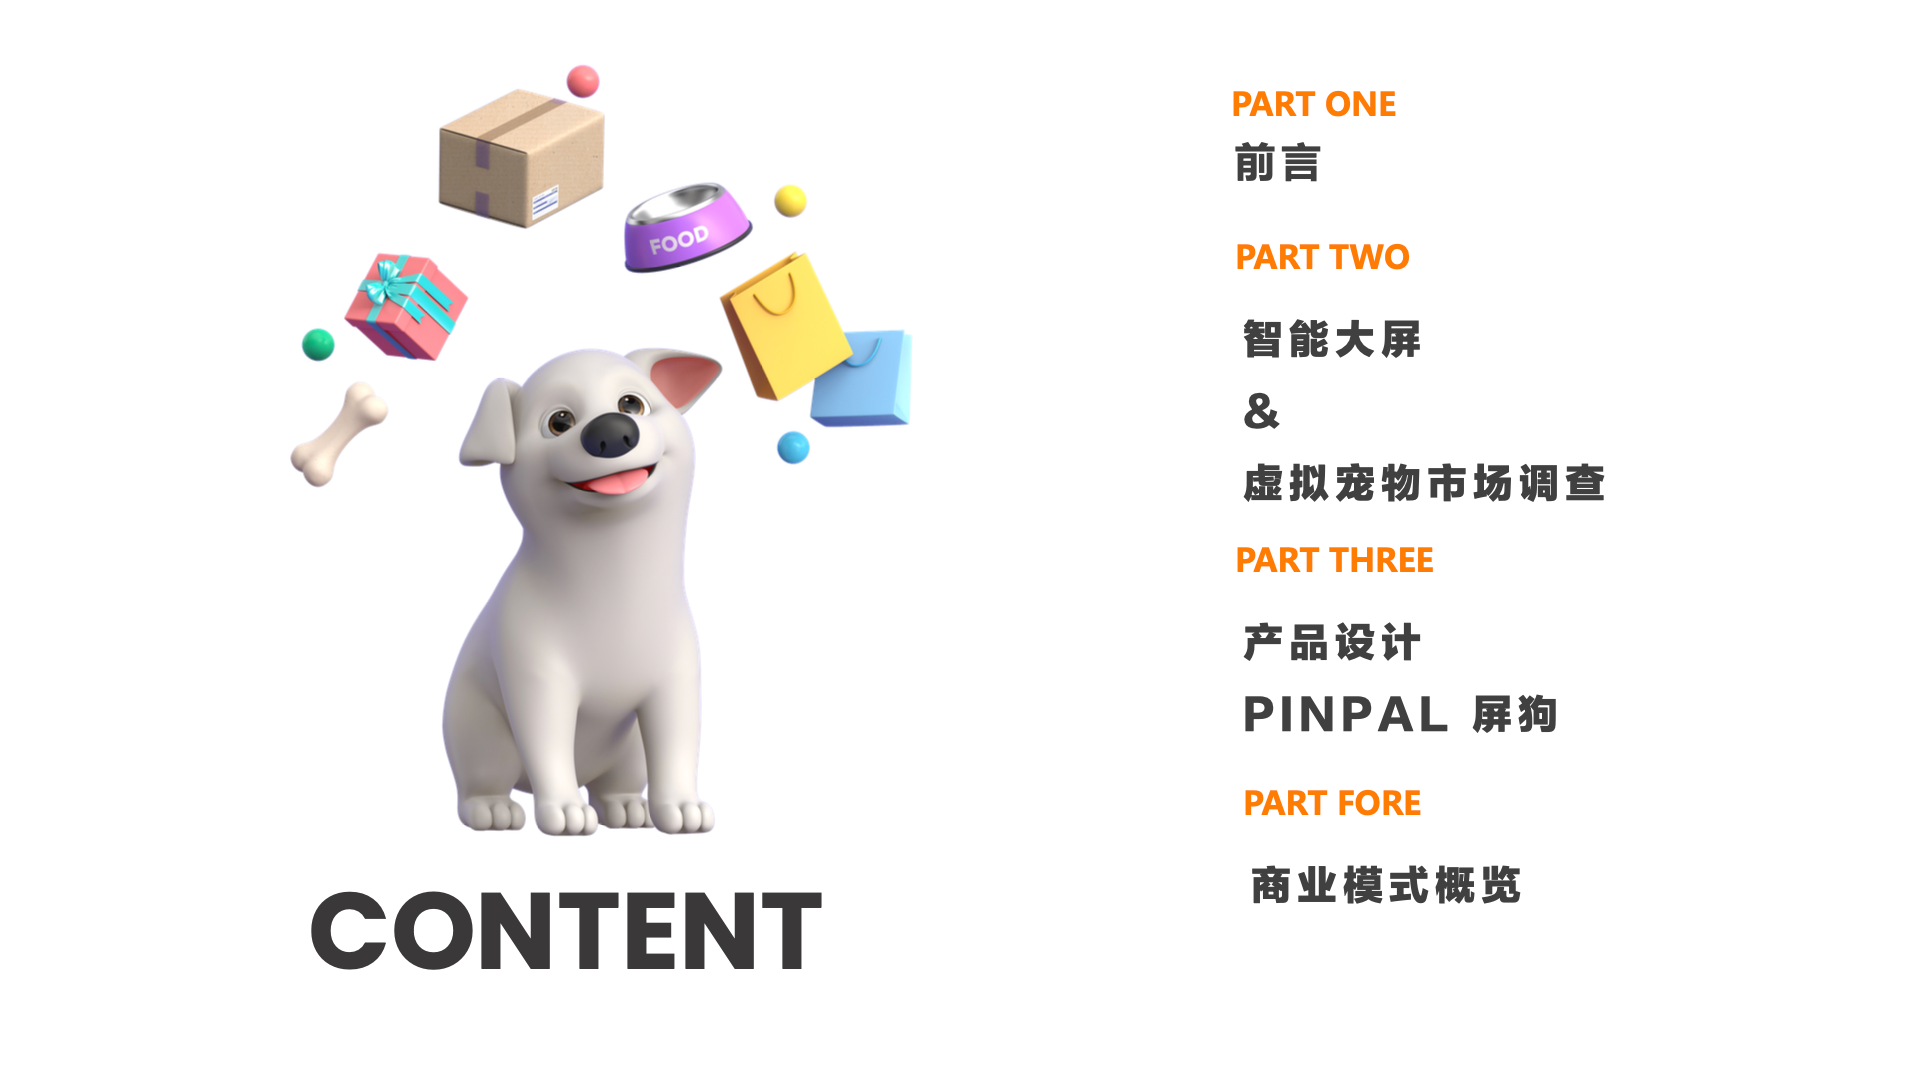 FOOD
CONTENT
PART ONE
前言
PART TWO
智能大屏
&
虚拟宠物市场调查
PART THREE
产品设计
PINPAL 屏狗
PART FORE
商业模式概览